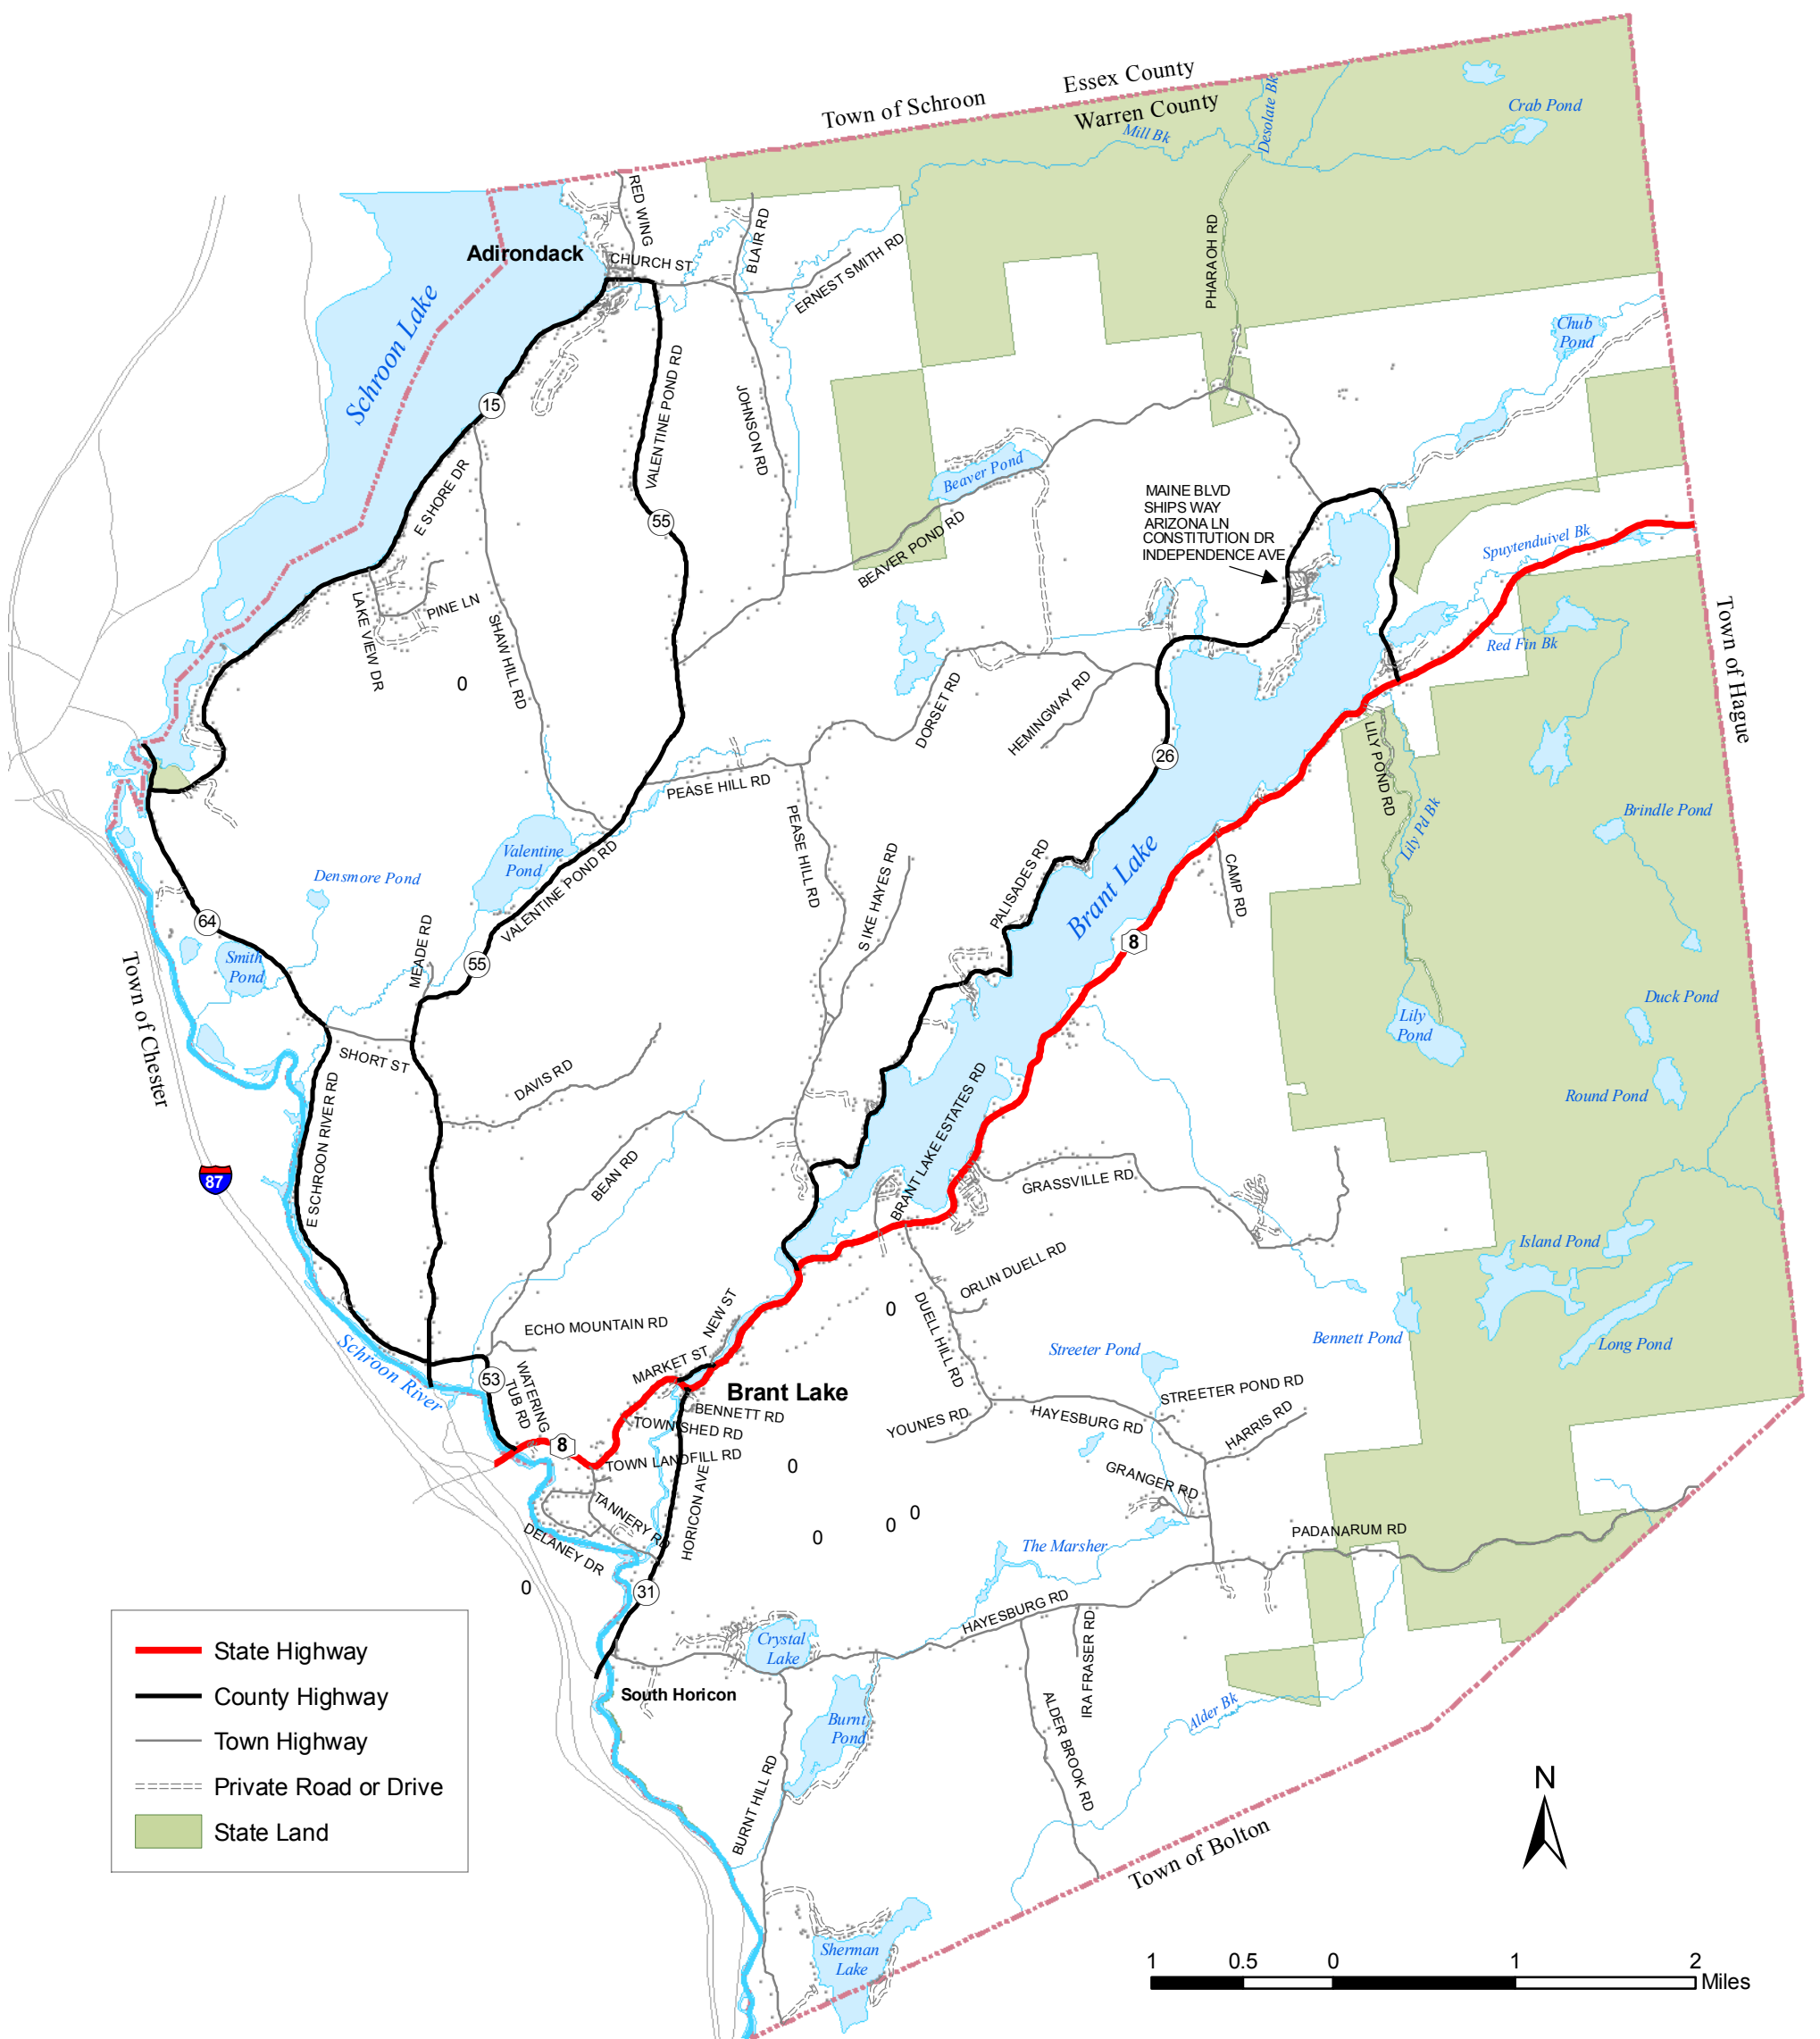 Town of Schroon
Essex County
Warren County
Mill Bk
Desolate Bk
Crab Pond
RED WING
Adirondack
CHURCH ST
BLAIR RD
ERNEST SMITH RD
PHARAOH RD
Schroon Lake
Chub
Pond
15
VALENTINE POND RD
JOHNSON RD
E SHORE DR
Beaver Pond
55
BEAVER POND RD
MAINE BLVD
SHIPS WAY
ARIZONA LN
CONSTITUTION DR
INDEPENDENCE AVE
Spuytenduivel Bk
Red Fin Bk
Town of Hague
LAKE VIEW DR
PINE LN
SHAW HILL RD
0
DORSET RD
HEMINGWAY RD
26
LILY POND RD
Lily Pd Bk
PEASE HILL RD
PEASE HILL RD
Brindle Pond
Valentine
Pond
VALENTINE POND RD
Densmore Pond
S IKE HAYES RD
PALISADES RD
Brant Lake
CAMP RD
64
MEADE RD
55
8
Smith
Pond
Town of Chester
Duck Pond
Lily
Pond
SHORT ST
DAVIS RD
E SCHROON RIVER RD
BRANT LAKE ESTATES RD
Round Pond
87
BEAN RD
GRASSVILLE RD
Island Pond
ORLIN DUELL RD
0
DUELL HILL RD
Schroon River
ECHO MOUNTAIN RD
NEW ST
MARKET ST
Streeter Pond
Bennett Pond
Long Pond
53
WATERING
TUB RD
Brant Lake
BENNETT RD
TOWN SHED RD
YOUNES RD
HAYESBURG RD
STREETER POND RD
HARRIS RD
8
TOWN LANDFILL RD
0
GRANGER RD
TANNERY RD
HORICON AVE
0
0
0
DELANEY DR
The Marsher
PADANARUM RD
0
31
HAYESBURG RD
IRA FRASER RD
Crystal
Lake
South Horicon
Burnt
Pond
Alder Bk
ALDER BROOK RD
BURNT HILL RD
Town of Bolton
Sherman
Lake
State Highway
County Highway
Town Highway
Private Road or Drive
State Land
N
1 0.5 0 1 2
Miles